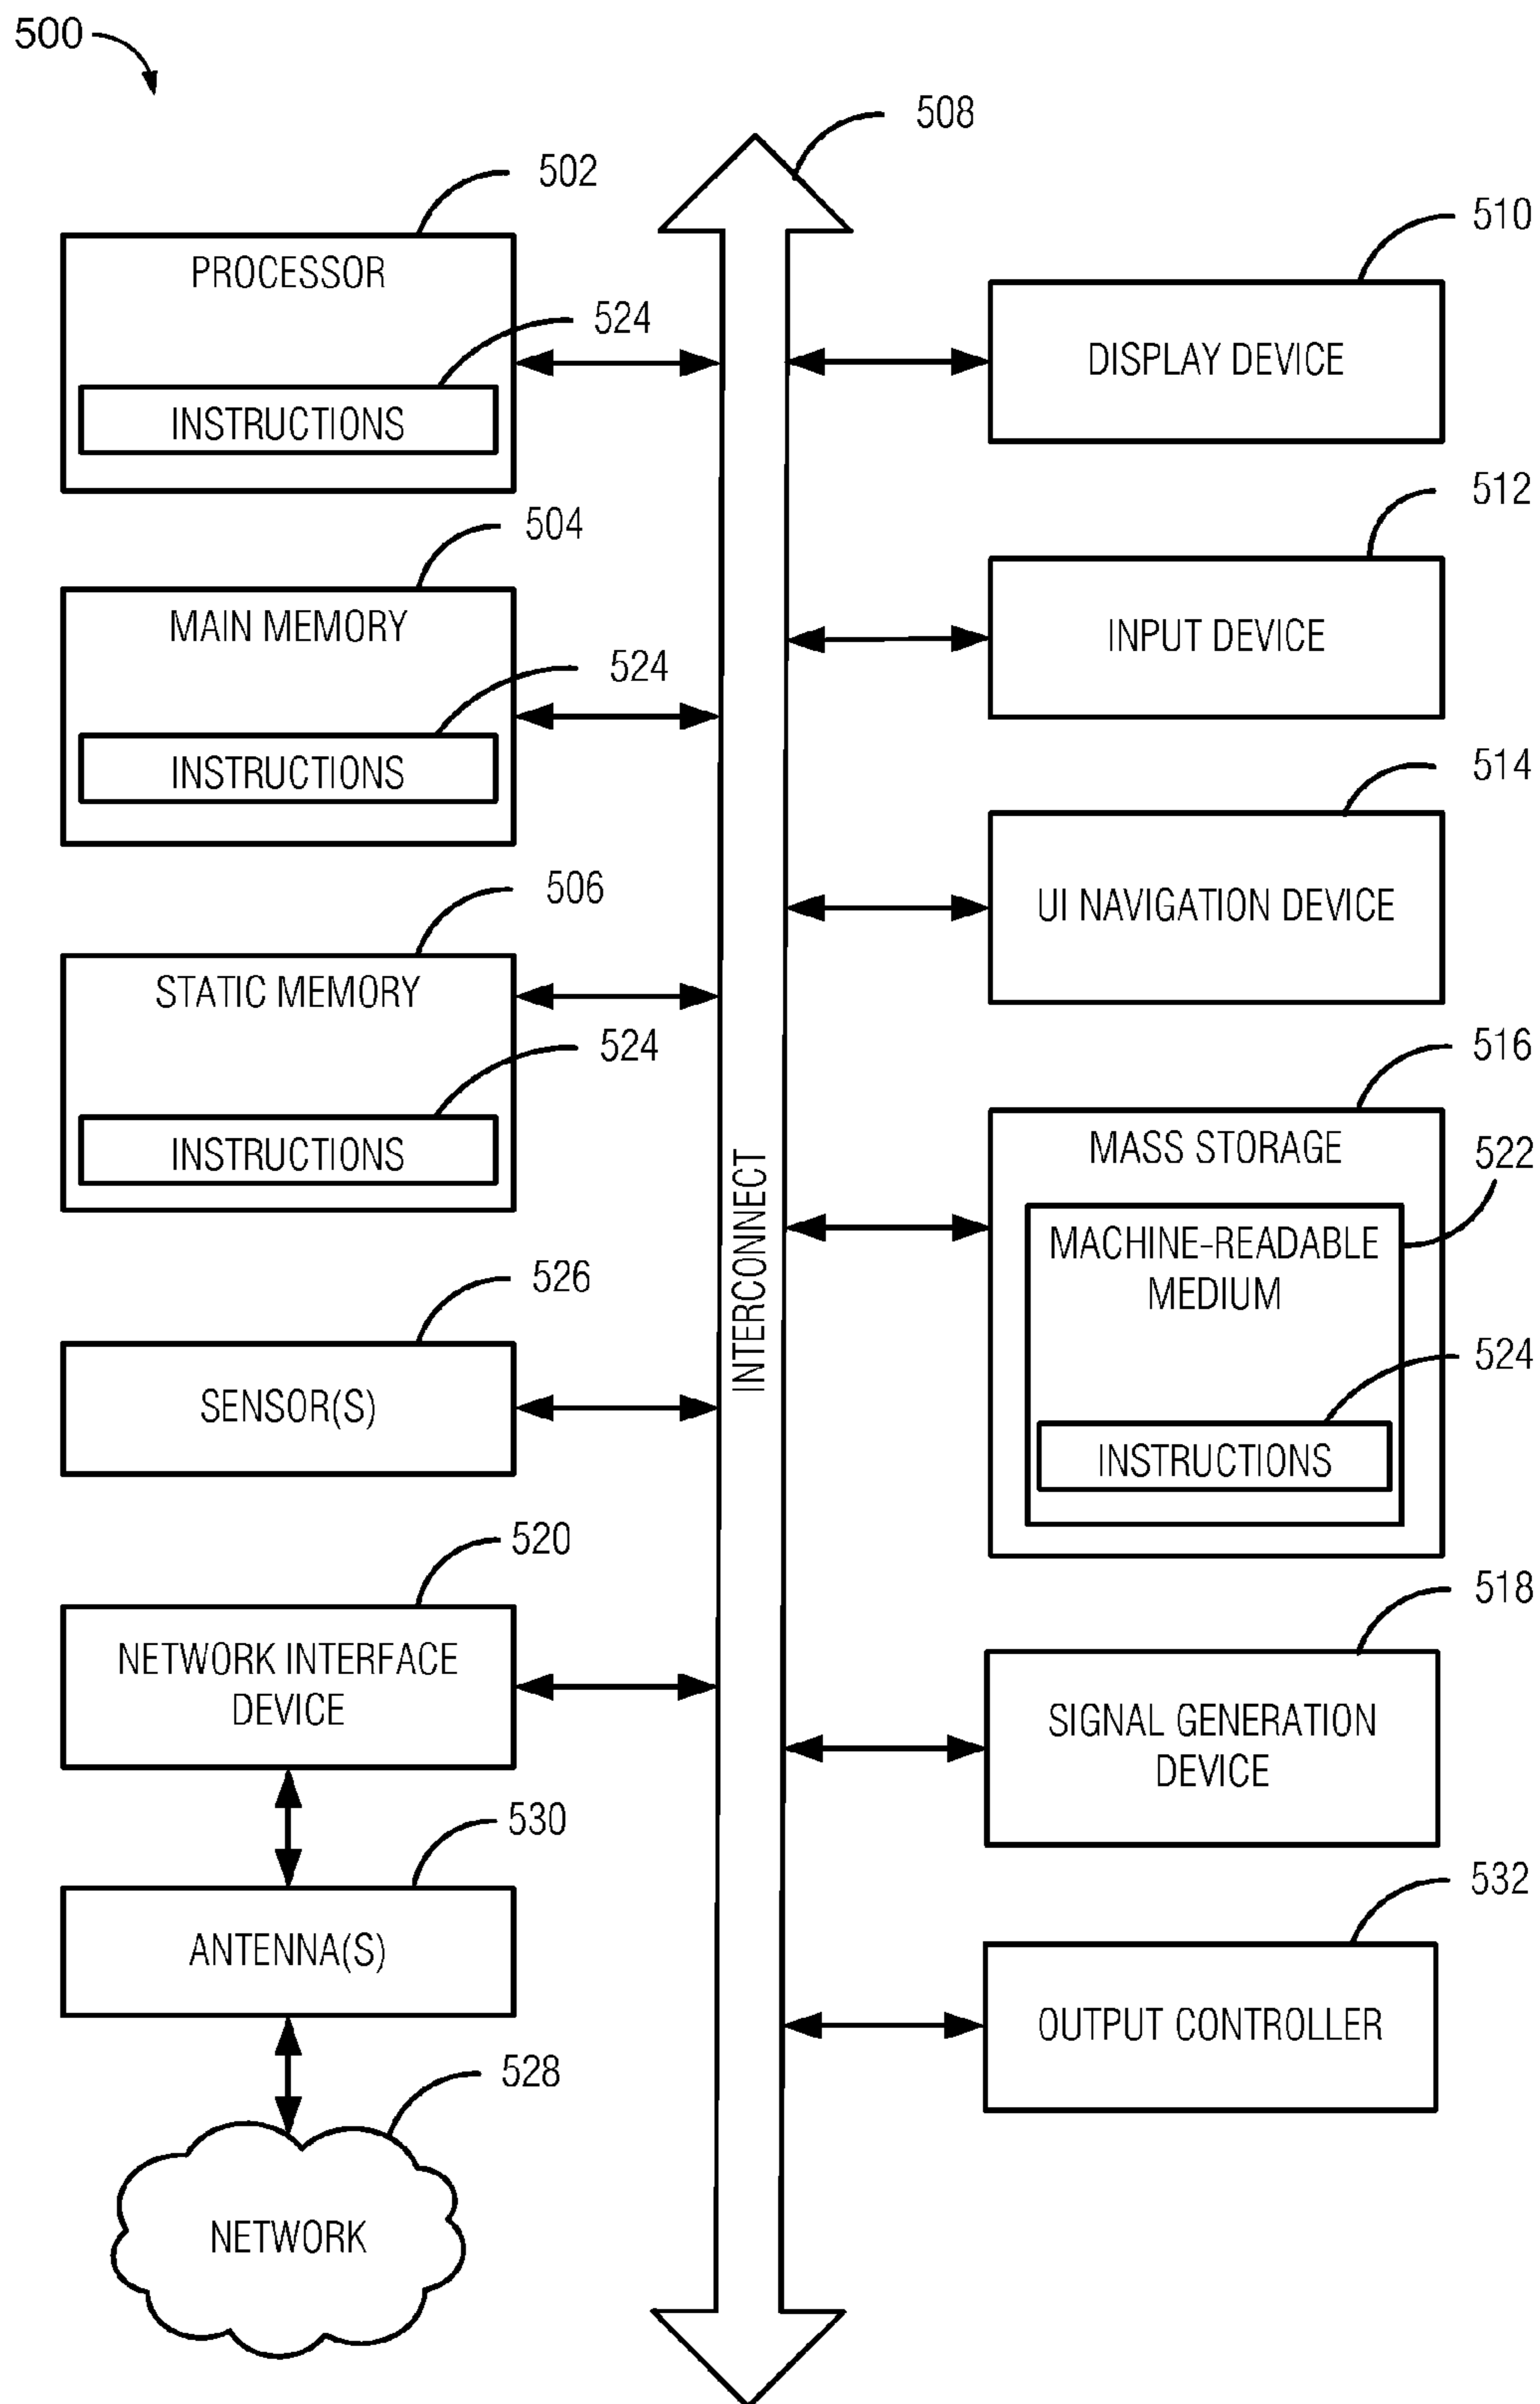 500
508
502
PROCESSOR
524
INSTRUCTIONS
504
MAIN MEMORY
524
INSTRUCTIONS
506
STATIC MEMORY
524
INSTRUCTIONS
526
SENSOR(S)
520
NETWORK INTERFACE
DEVICE
530
ANTENNA(S)
528
NETWORK
INTERCONNECT
510
DISPLAY DEVICE
512
INPUT DEVICE
514
UI NAVIGATION DEVICE
516
MASS STORAGE
522
MACHINE-READABLE
MEDIUM
524
INSTRUCTIONS
518
SIGNAL GENERATION
DEVICE
532
OUTPUT CONTROLLER